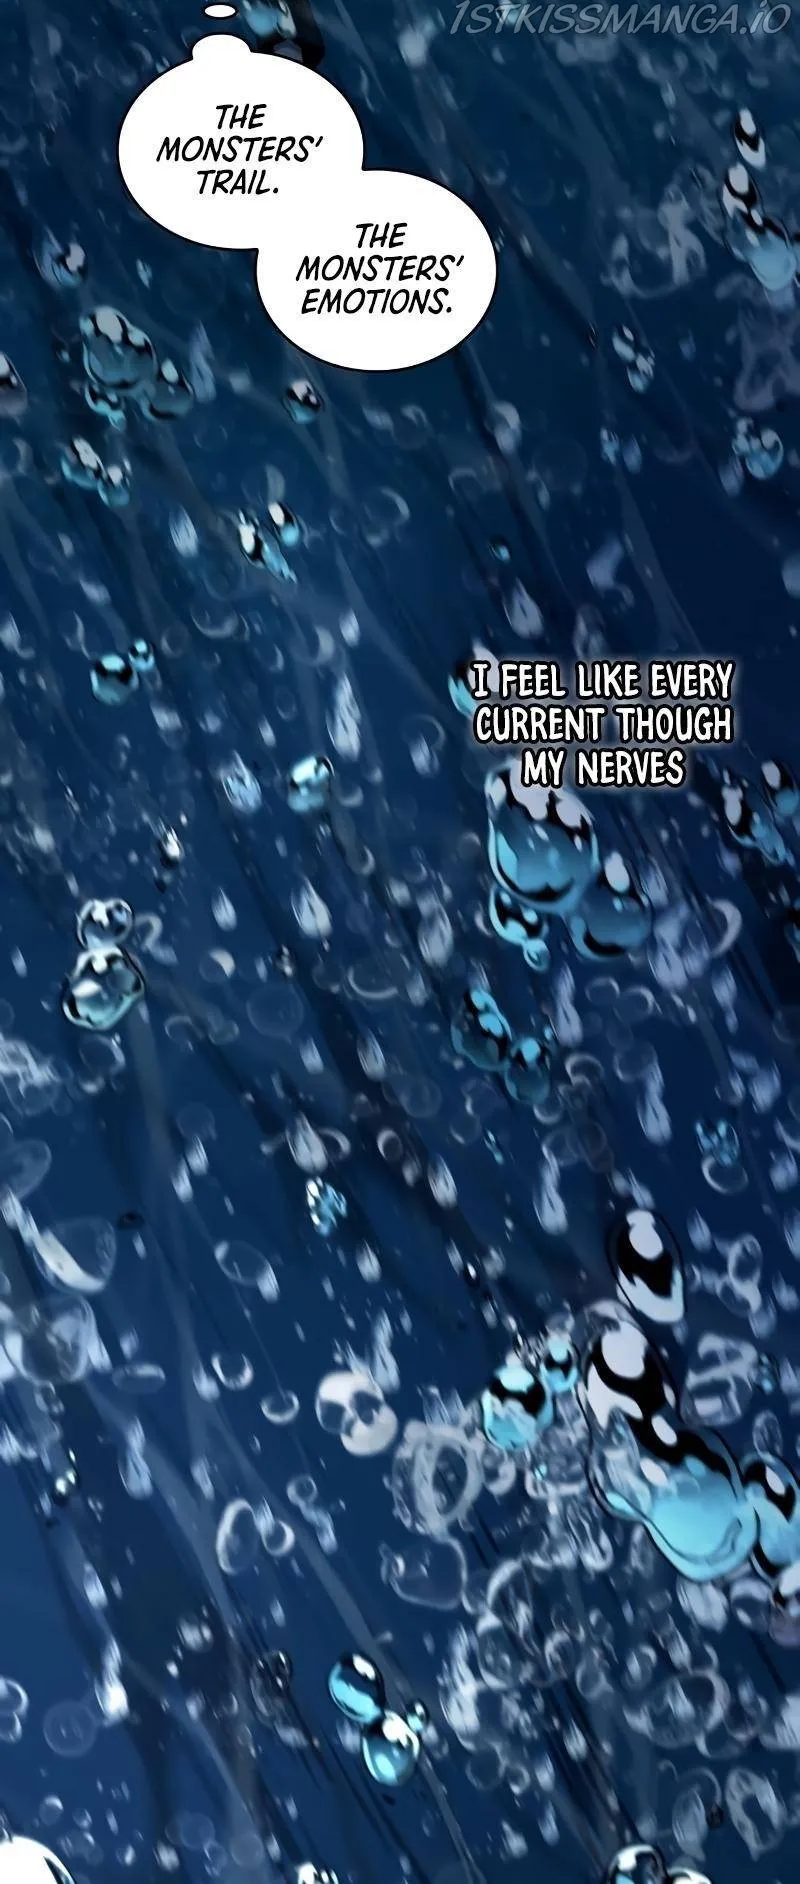 1STKISSMANGA.IO
THE
MONSTERS'
TRAIL.
THE
MONSTERS'
EMOTIONS.
I FEEL LIKE EVERY
CURRENT THOUGH
MY NERVES